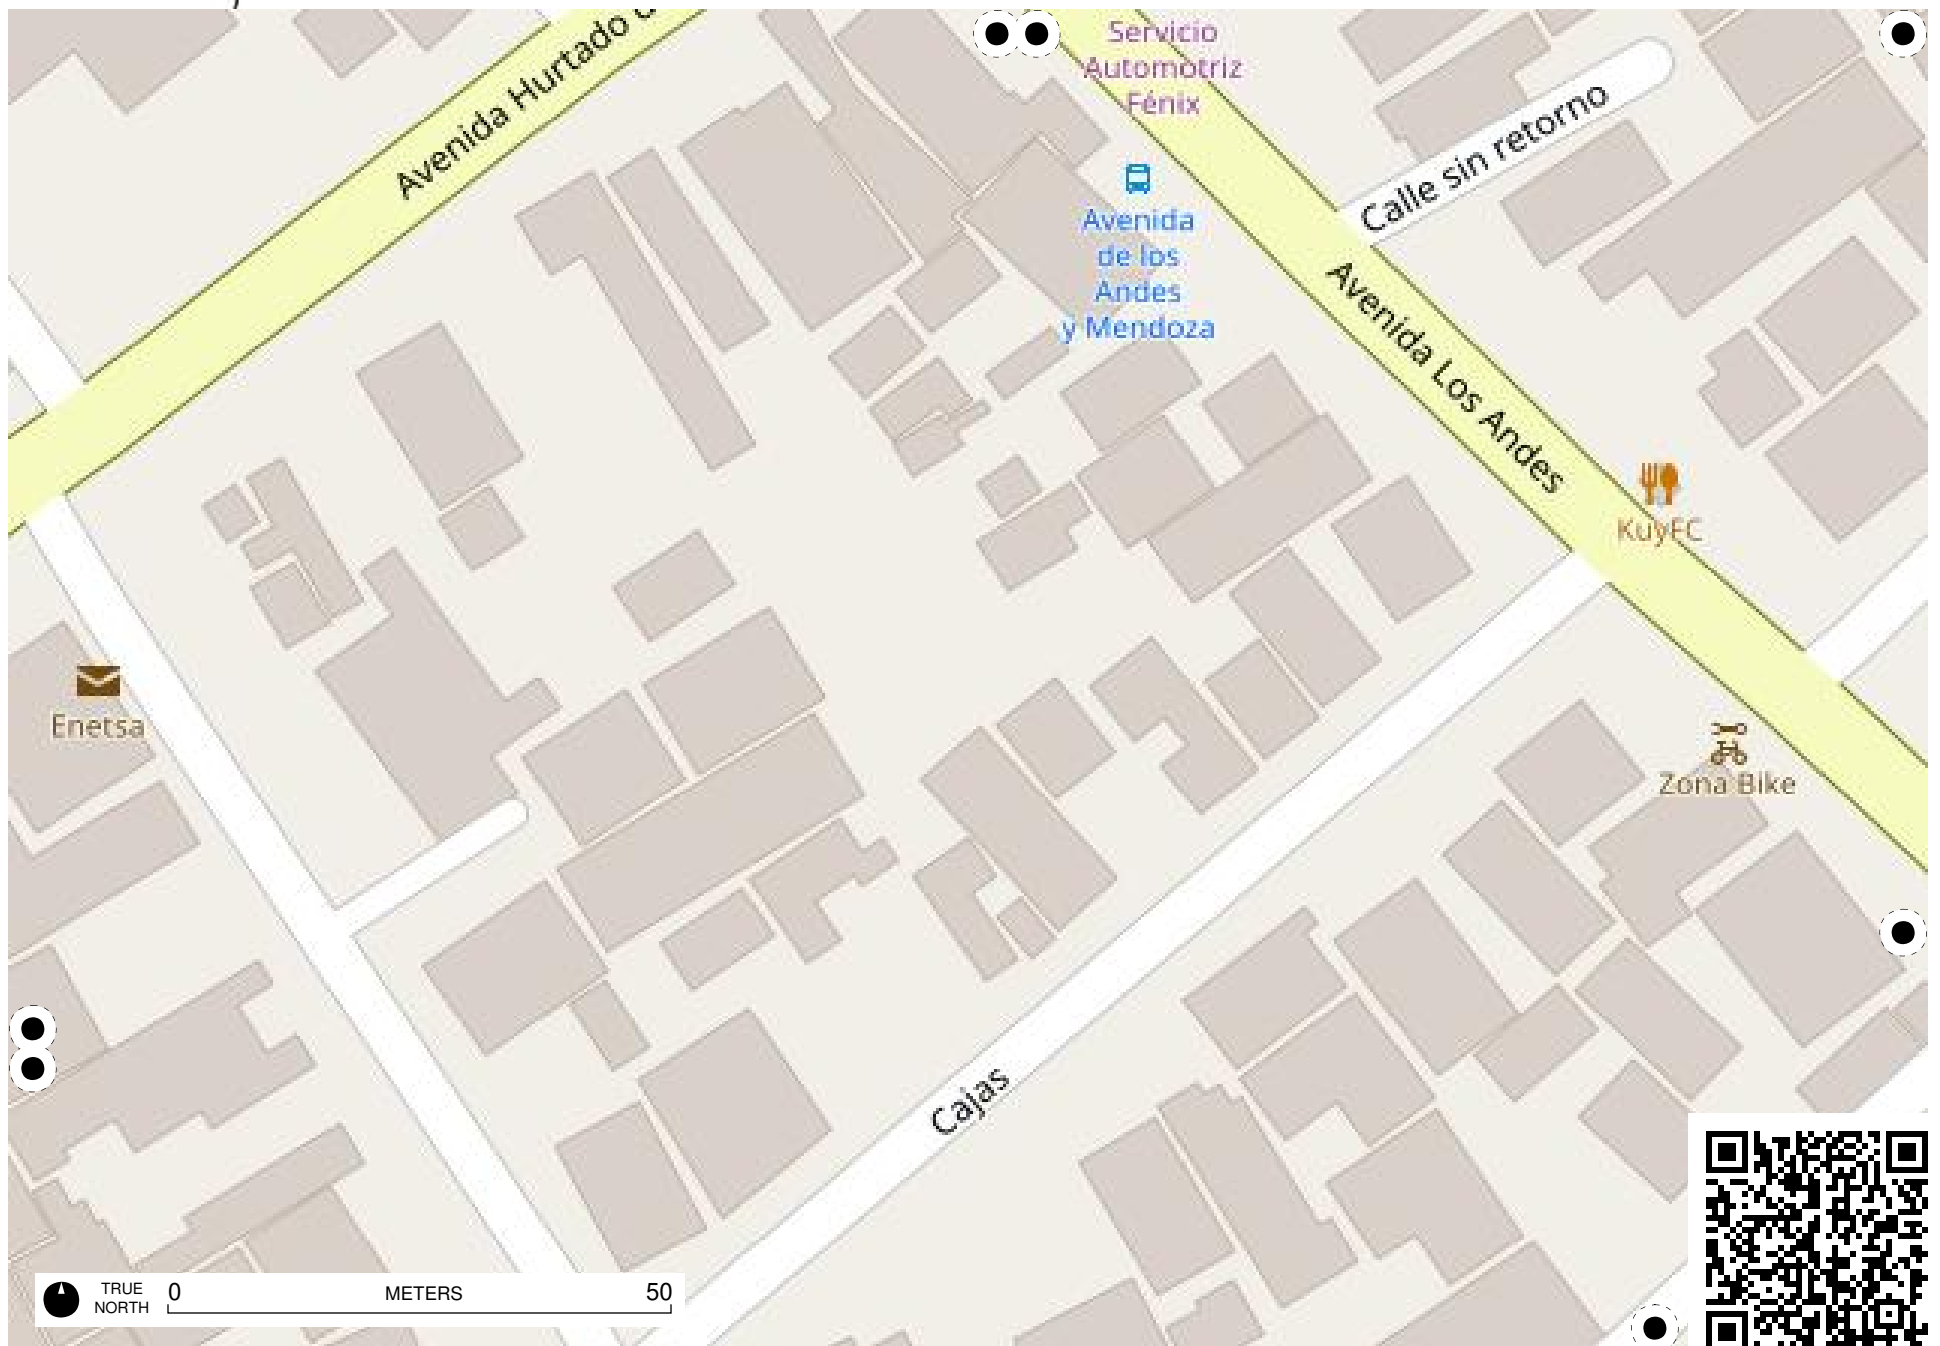 Avenida Hurtado d
Servicio
Automotriz
Fénix
Calle sin retorno
Avenida
de los
Andes
y Mendoza
Avenida Los Andes
KuyFC
Enetsa
Zona Bike
Cajas
TRUE
NORTH
0 METERS 50